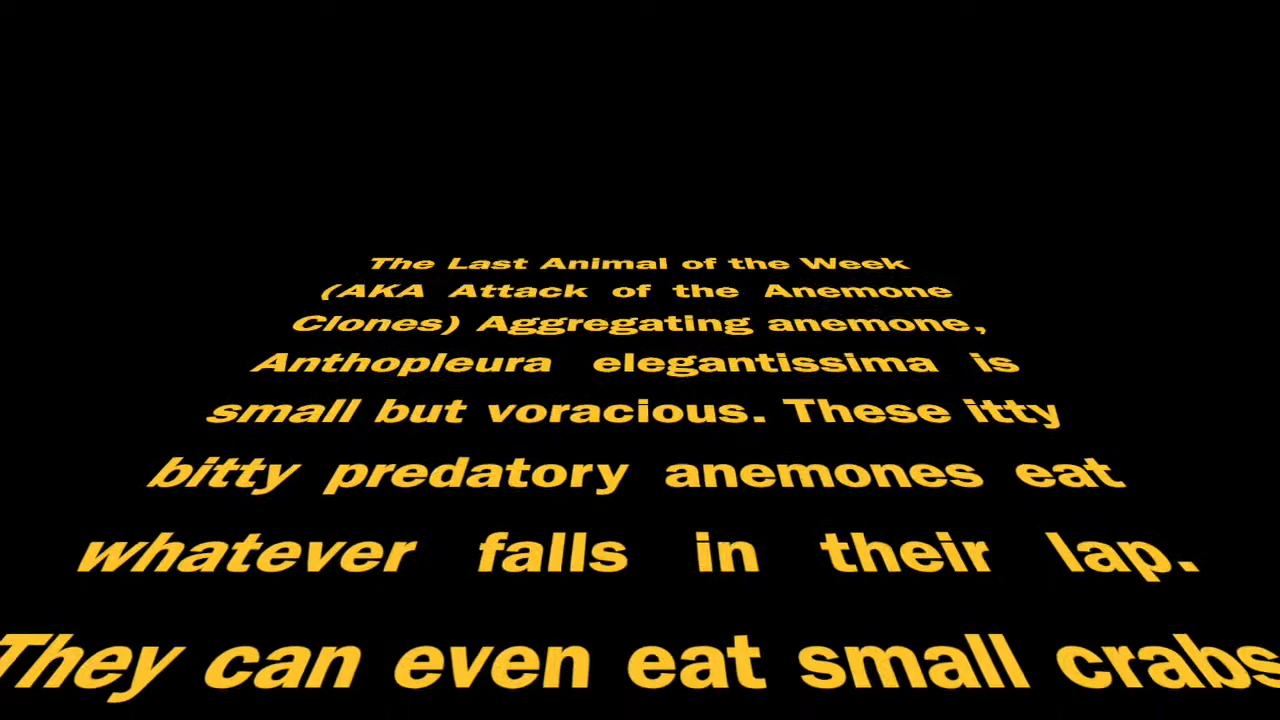 The Last Animal of the Week
(AKA Attack of the Anemone
Clones) Aggregating anemone,
Anthopleura elegantissima is
small but voracious. These itty
bitty predatory anemones eat
whatever falls in their lap.
They can even eat small crabs